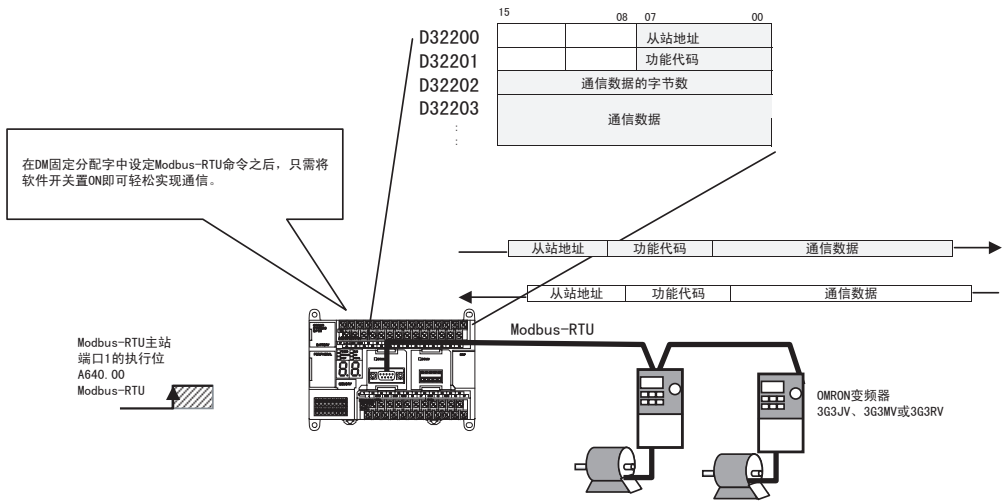 15 08 07 00
D32200 从站地址
D32201 功能代码
D32202 通信数据的字节数
D32203 通信数据
:
:
在DM固定分配字中设定Modbus-RTU命令之后，只需将
软件开关置ON即可轻松实现通信。
从站地址 功能代码 通信数据
从站地址 功能代码 通信数据
Modbus-RTU
Modbus-RTU主站
端口1的执行位
A640.00
Modbus-RTU
OMRON变频器
3G3JV、3G3MV或3G3RV